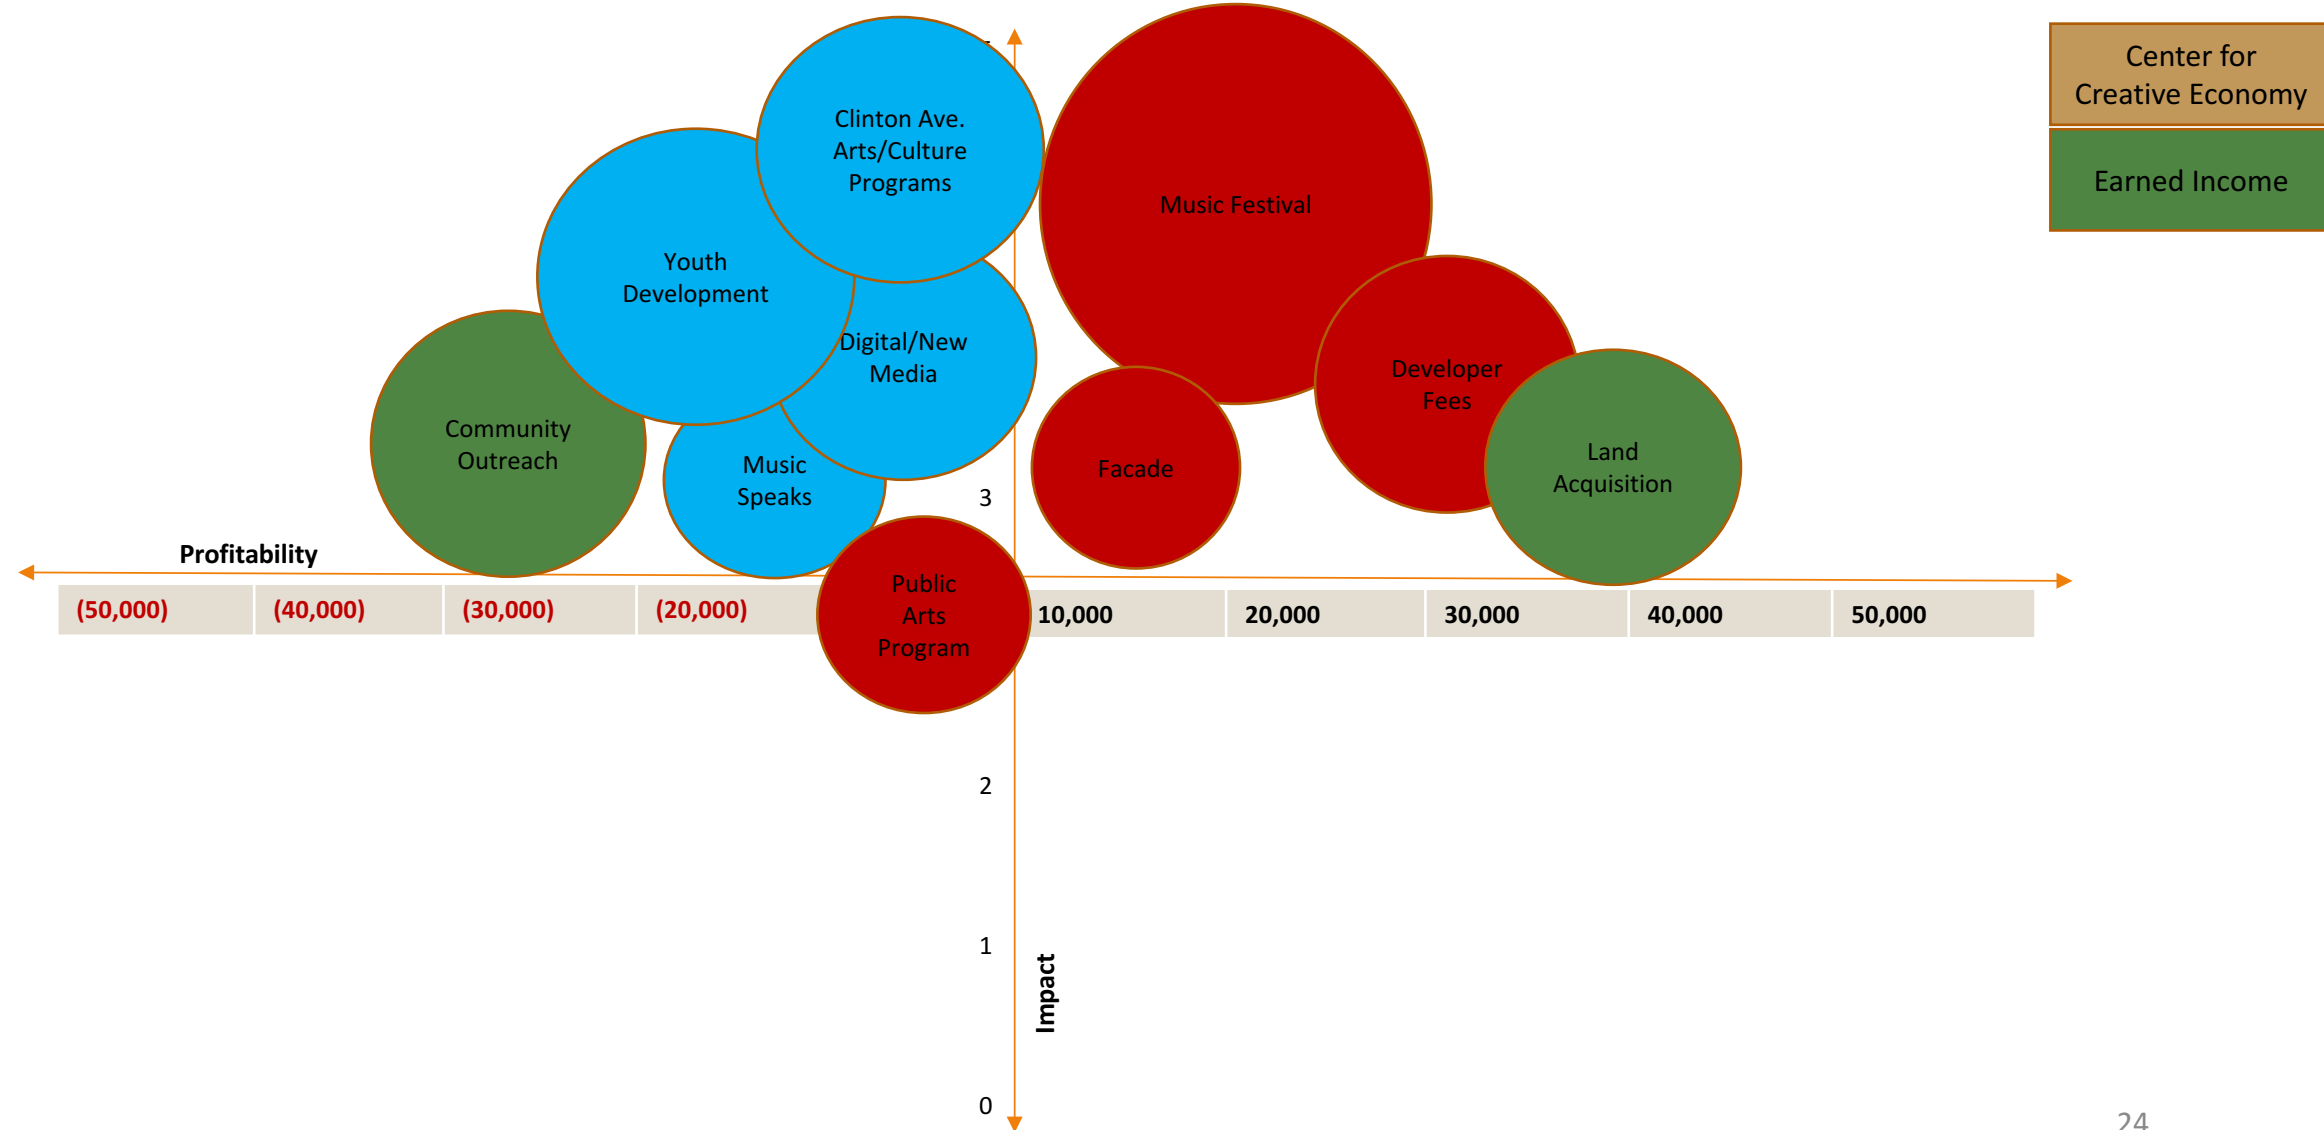 Center for
Creative Economy
Earned Income
Clinton Ave.
Arts/Culture
Programs
Music Festival
Youth
Development
Digital/New
Media
Developer
Fees
Community
Outreach
Music
Speaks
Facade
Land
Acquisition
3
Profitability
Public
Arts
Program
(50,000)
(40,000)
(30,000)
(20,000)
10,000
20,000
30,000
40,000
50,000
2
1
Impact
0
24